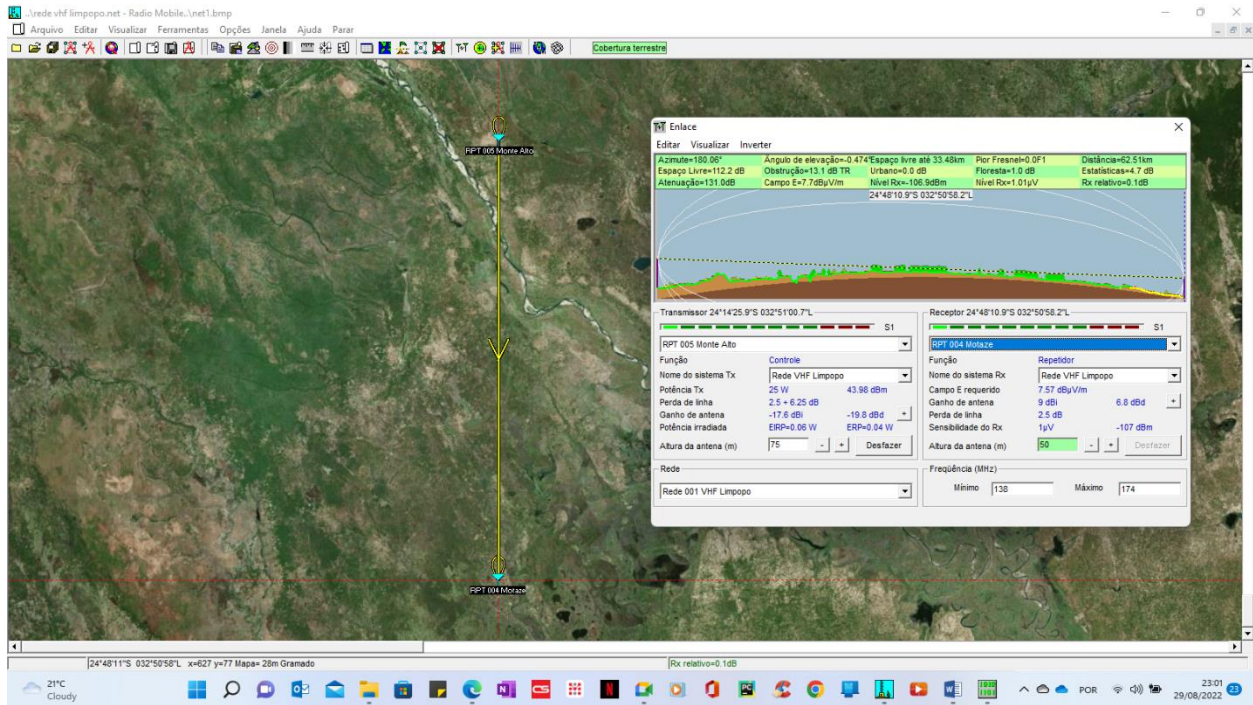 ..\rede vhf limpopo.net - Radio Mobile..\net1.bmp
Arquivo Editar Visualizar Ferramentas Opções Janela Ajuda Parar
Cobertura terrestre
RPT 005 Monte Alto
RPT 004 Motaze
Enlace
Editar Visualizar Inverter
Azimute=180.06° Ângulo de elevação=-0.474° Espaço livre até 33.48km Pior Fresnel=0.0F1 Distância=62.51km
Espaço Livre=112.2 dB Obstrução=13.1 dB TR Urbano=0.0 dB Floresta=1.0 dB Estatísticas=4.7 dB
Atenuação=131.0dB Campo E=7.7dBµV/m Nível Rx=-106.9dBm Nível Rx=1.01µV Rx relativo=0.1dB
24°48'10.9"S 032°50'58.2"L
Transmissor 24°14'25.9"S 032°51'00.7"L
S1
RPT 005 Monte Alto
Função Controle
Nome do sistema Tx Rede VHF Limpopo
Potência Tx 25 W 43.98 dBm
Perda de linha 2.5 + 6.25 dB
Ganho de antena -17.6 dBi -19.8 dBd +
Potência irradiada EIRP=0.06 W ERP=0.04 W
Altura da antena (m) 75 - + Desfazer
Rede
Rede 001 VHF Limpopo
Receptor 24°48'10.9"S 032°50'58.2"L
S1
RPT 004 Motaze
Função Repetidor
Nome do sistema Rx Rede VHF Limpopo
Campo E requerido 7.57 dBµV/m
Ganho de antena 9 dBi 6.8 dBd +
Perda de linha 2.5 dB
Sensibilidade do Rx 1µV -107 dBm
Altura da antena (m) 50 - + Desfazer
Freqüência (MHz)
Mínimo 138 Máximo 174
24°48'11"S 032°50'58"L x=627 y=77 Mapa= 28m Gramado
Rx relativo=0.1dB
21°C
Cloudy
POR
23:01
29/08/2022
23